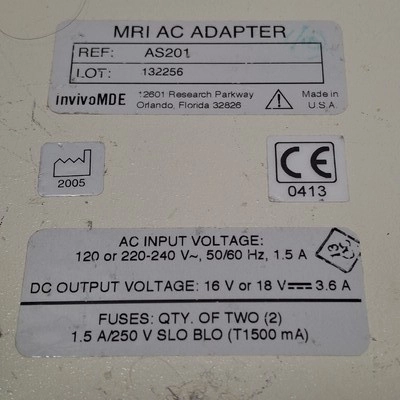 MRI AC ADAPTER
REF: AS201
LOT: 132256
invivoMDE 12601 Research Parkway
Orlando, Florida 32826
Made in
U.S.A.
2005
CE
0413
AC INPUT VOLTAGE:
120 or 220-240 V~, 50/60 Hz, 1.5 A
DC OUTPUT VOLTAGE: 16 V or 18 V⎓ 3.6 A
FUSES: QTY. OF TWO (2)
1.5 A/250 V SLO BLO (T1500 mA)